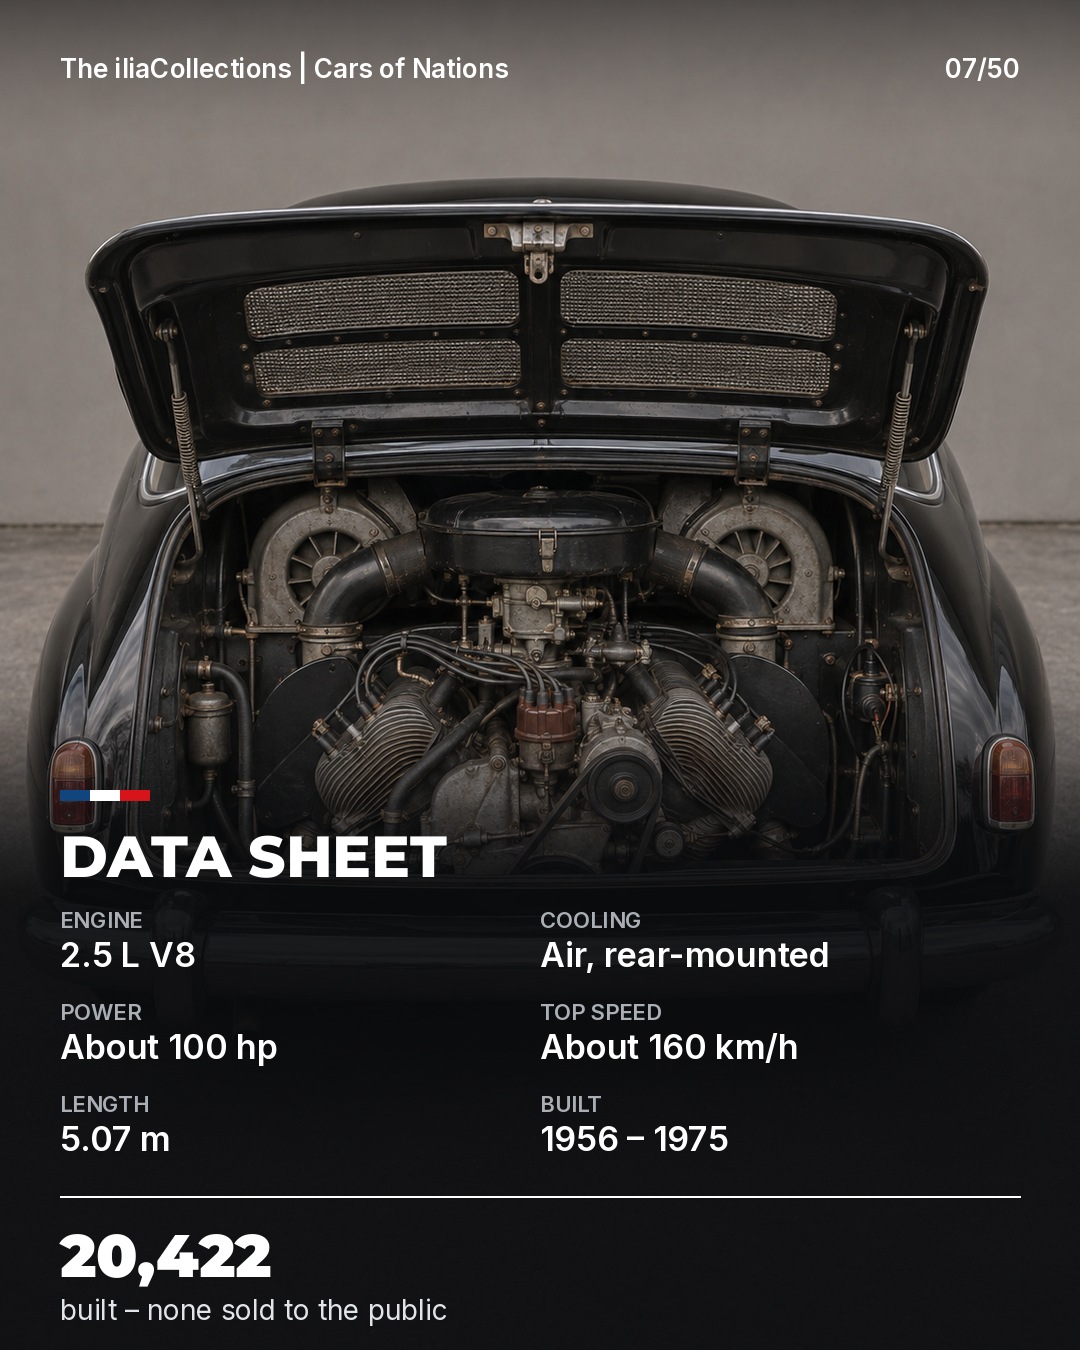 The iliaCollections | Cars of Nations
07/50
DATA SHEET
ENGINE
2.5 L V8
COOLING
Air, rear-mounted
POWER
About 100 hp
TOP SPEED
About 160 km/h
LENGTH
5.07 m
BUILT
1956 – 1975
20,422
built – none sold to the public